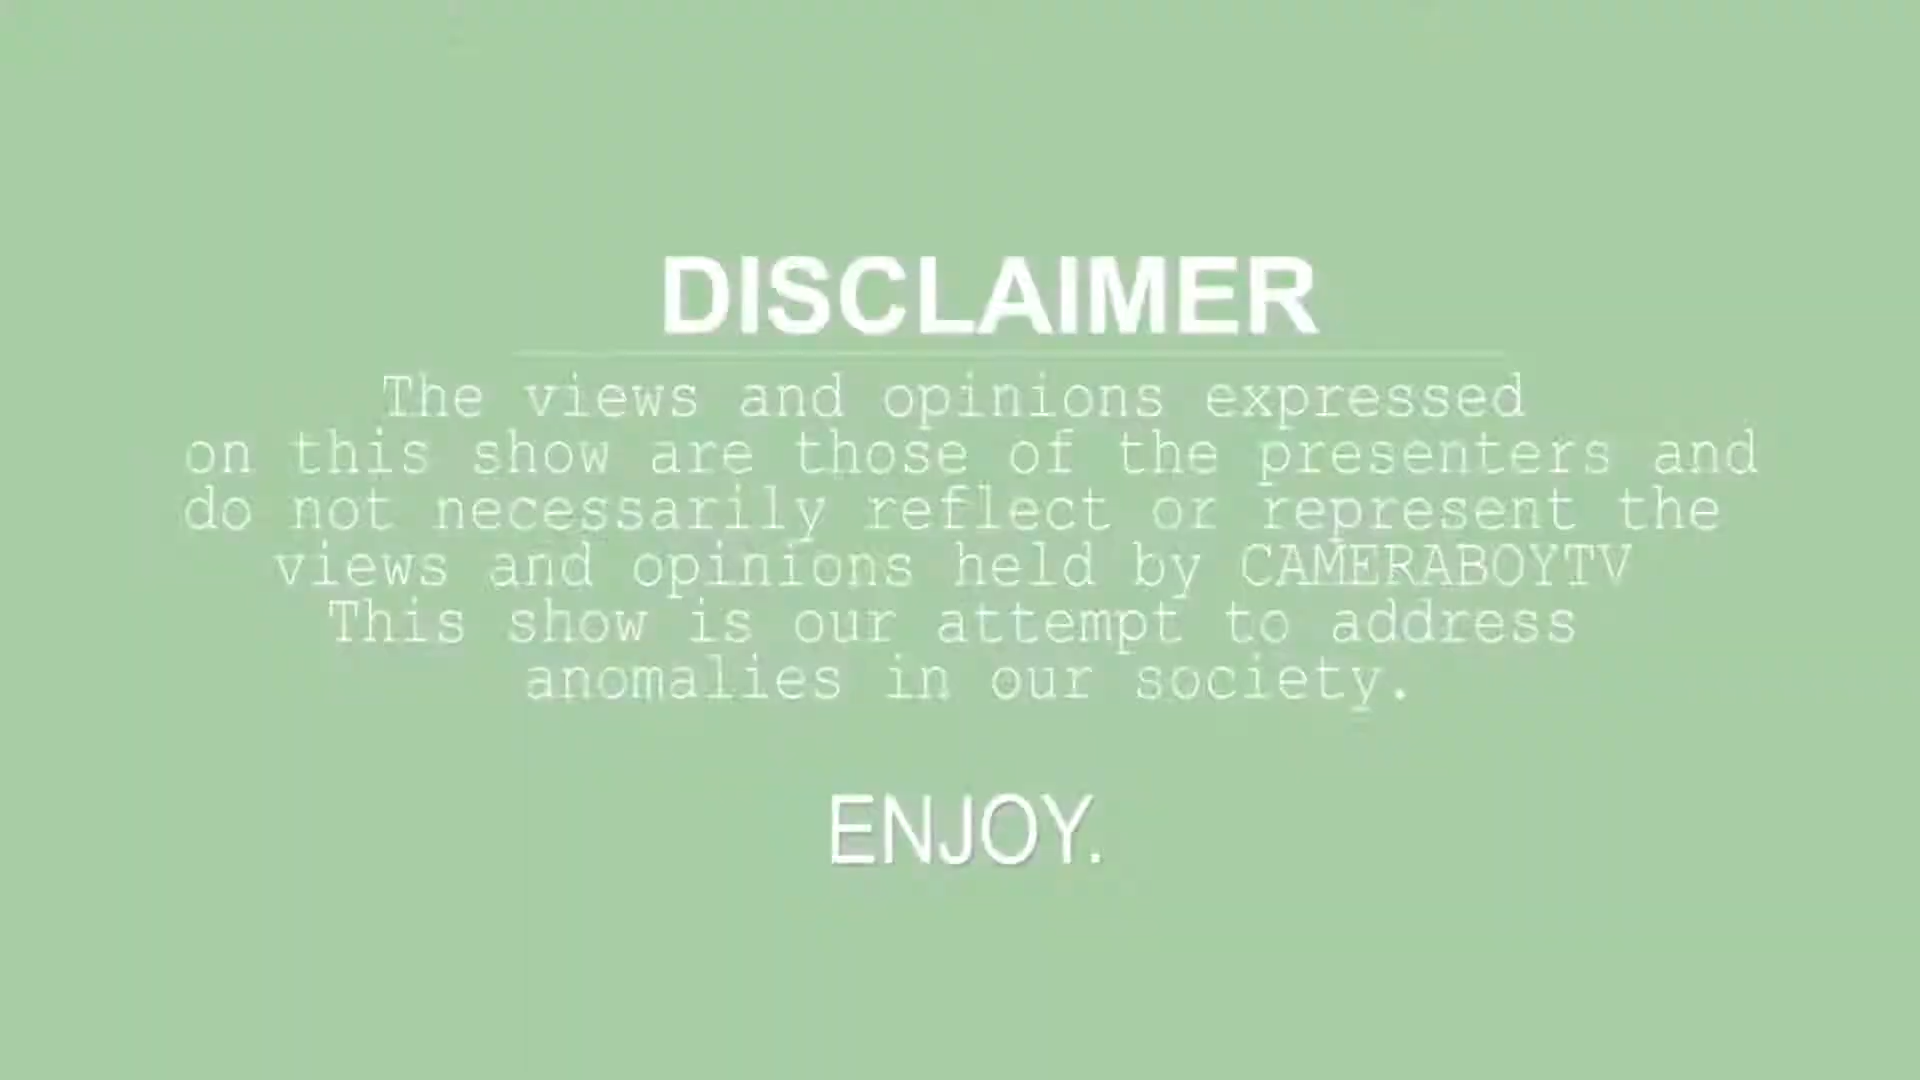 DISCLAIMER
The views and opinions expressed
on this show are those of the presenters and
do not necessarily reflect or represent the
views and opinions held by CAMERABOYTV
This show is our attempt to address
anomalies in our society.
ENJOY.